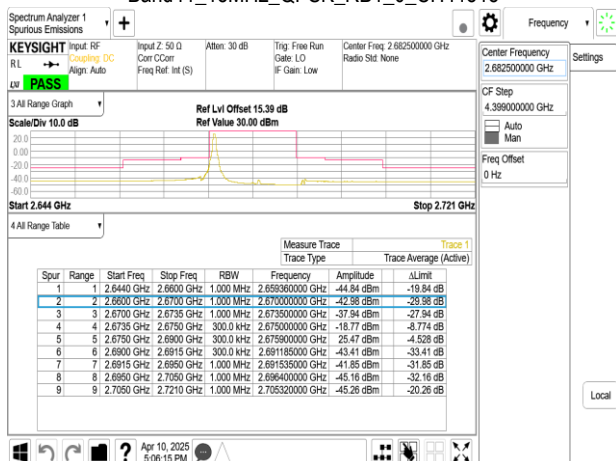 Spectrum Analyzer 1
Spurious Emissions
Frequency
KEYSIGHT Input: RF Input Z: 50 Ω Atten: 30 dB Trig: Free Run Center Freq: 2.682500000 GHz
RL Coupling: DC Corr CCorr Gate: LO Radio Std: None
Align: Auto Freq Ref: Int (S) IF Gain: Low
LXI PASS
Center Frequency
2.682500000 GHz
Settings
CF Step
4.399000000 GHz
Auto
Man
Freq Offset
0 Hz
3 All Range Graph
Ref Lvl Offset 15.39 dB
Scale/Div 10.0 dB Ref Value 30.00 dBm
20.0
0.00
-20.0
-40.0
-60.0
Start 2.644 GHz Stop 2.721 GHz
4 All Range Table
Measure Trace Trace 1
Trace Type Trace Average (Active)
Spur Range Start Freq Stop Freq RBW Frequency Amplitude ΔLimit
1 1 2.6440 GHz 2.6600 GHz 1.000 MHz 2.659360000 GHz -44.84 dBm -19.84 dB
2 2 2.6600 GHz 2.6700 GHz 1.000 MHz 2.670000000 GHz -42.98 dBm -29.98 dB
3 3 2.6700 GHz 2.6735 GHz 1.000 MHz 2.673500000 GHz -37.94 dBm -27.94 dB
4 4 2.6735 GHz 2.6750 GHz 300.0 kHz 2.675000000 GHz -18.77 dBm -8.774 dB
5 5 2.6750 GHz 2.6900 GHz 300.0 kHz 2.675900000 GHz 25.47 dBm -4.528 dB
6 6 2.6900 GHz 2.6915 GHz 300.0 kHz 2.691185000 GHz -43.41 dBm -33.41 dB
7 7 2.6915 GHz 2.6950 GHz 1.000 MHz 2.691535000 GHz -41.85 dBm -31.85 dB
8 8 2.6950 GHz 2.7050 GHz 1.000 MHz 2.696400000 GHz -45.16 dBm -32.16 dB
9 9 2.7050 GHz 2.7210 GHz 1.000 MHz 2.705320000 GHz -45.26 dBm -20.26 dB
Local
Apr 10, 2025
5:06:15 PM